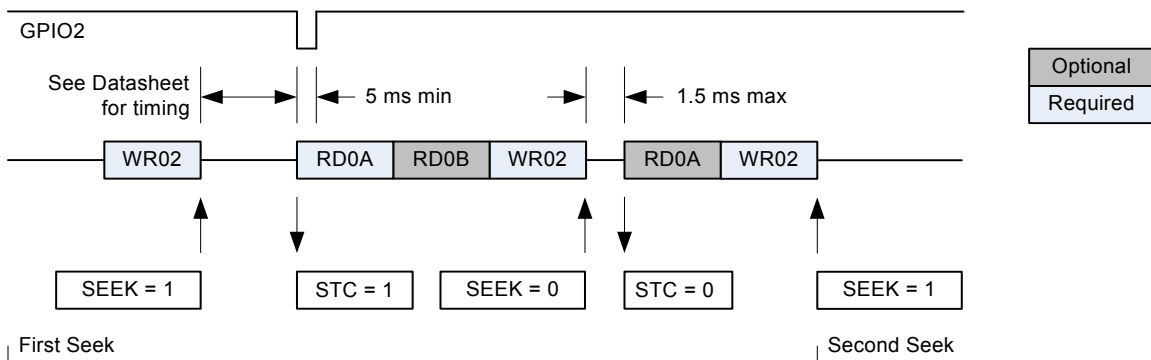 GPIO2
See Datasheet
for timing
5 ms min
1.5 ms max
Optional
Required
WR02
RD0A
RD0B
WR02
RD0A
WR02
SEEK = 1
STC = 1
SEEK = 0
STC = 0
SEEK = 1
First Seek
Second Seek